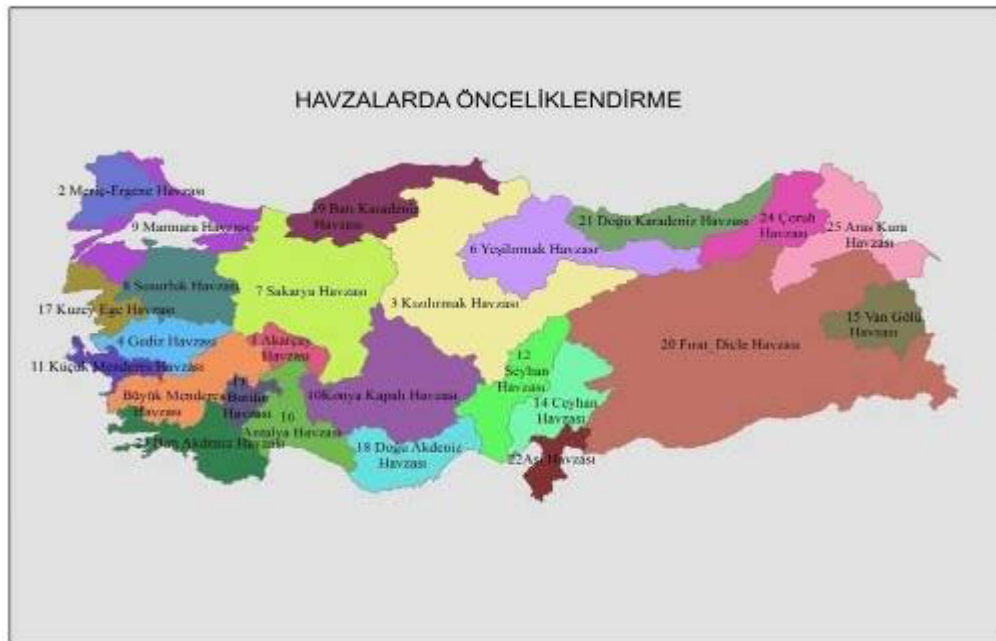 HAVZALARDA ÖNCELİKLENDİRME
2 Meriç-Ergene Havzası
9 Marmara Havzası
19 Batı Karadeniz
Havzası
21 Doğu Karadeniz Havzası
24 Çoruh
Havzası
25 Aras Kura
Havzası
6 Yeşilırmak Havzası
8 Susurluk Havzası
7 Sakarya Havzası
3 Kızılırmak Havzası
17 Kuzey Ege Havzası
15 Van Gölü
Havzası
4 Gediz Havzası
1 Akarçay
Havzası
20 Fırat_Dicle Havzası
11 Küçük Menderes Havzası
12
Seyhan
Havzası
Büyük Menderes
Havzası
Burdur
Havzası
10Konya Kapalı Havzası
14 Ceyhan
Havzası
16
Antalya Havzası
Batı Akdeniz Havzası
18 Doğu Akdeniz
Havzası
22Asi Havzası